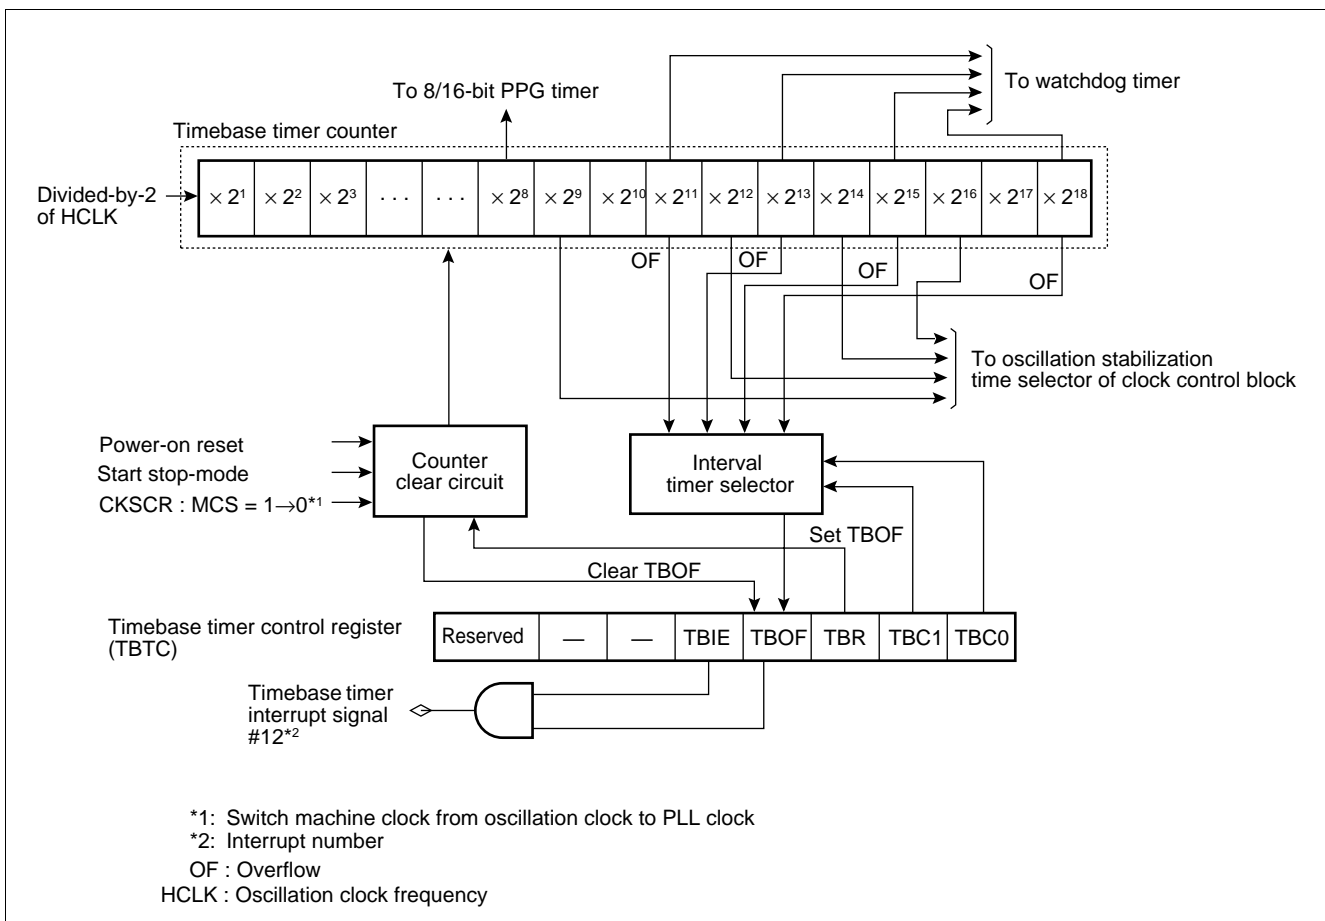 To 8/16-bit PPG timer
To watchdog timer
Timebase timer counter
Divided-by-2
of HCLK
× 2¹ × 2² × 2³ ··· ··· × 2⁸ × 2⁹ × 2¹⁰ × 2¹¹ × 2¹² × 2¹³ × 2¹⁴ × 2¹⁵ × 2¹⁶ × 2¹⁷ × 2¹⁸
OF OF OF OF
To oscillation stabilization
time selector of clock control block
Power-on reset
Start stop-mode
CKSCR : MCS = 1→0*¹
Counter
clear circuit
Interval
timer selector
Set TBOF
Clear TBOF
Timebase timer control register
(TBTC)
Reserved — — TBIE TBOF TBR TBC1 TBC0
Timebase timer
interrupt signal
#12*²
*1: Switch machine clock from oscillation clock to PLL clock
*2: Interrupt number
OF : Overflow
HCLK : Oscillation clock frequency